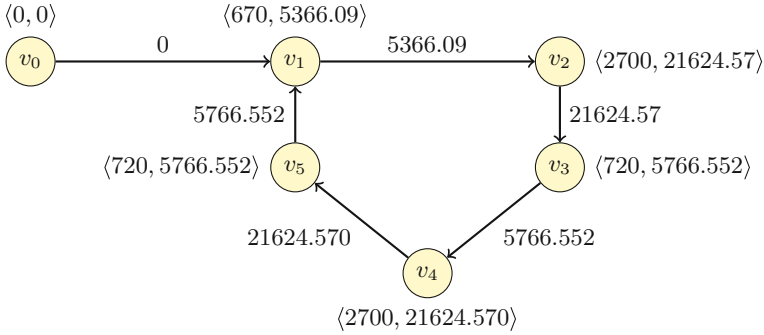 ⟨0, 0⟩
⟨670, 5366.09⟩
v0 0 v1 5366.09 v2 ⟨2700, 21624.57⟩
5766.552 21624.57
⟨720, 5766.552⟩ v5 v3 ⟨720, 5766.552⟩
21624.570 5766.552
v4
⟨2700, 21624.570⟩